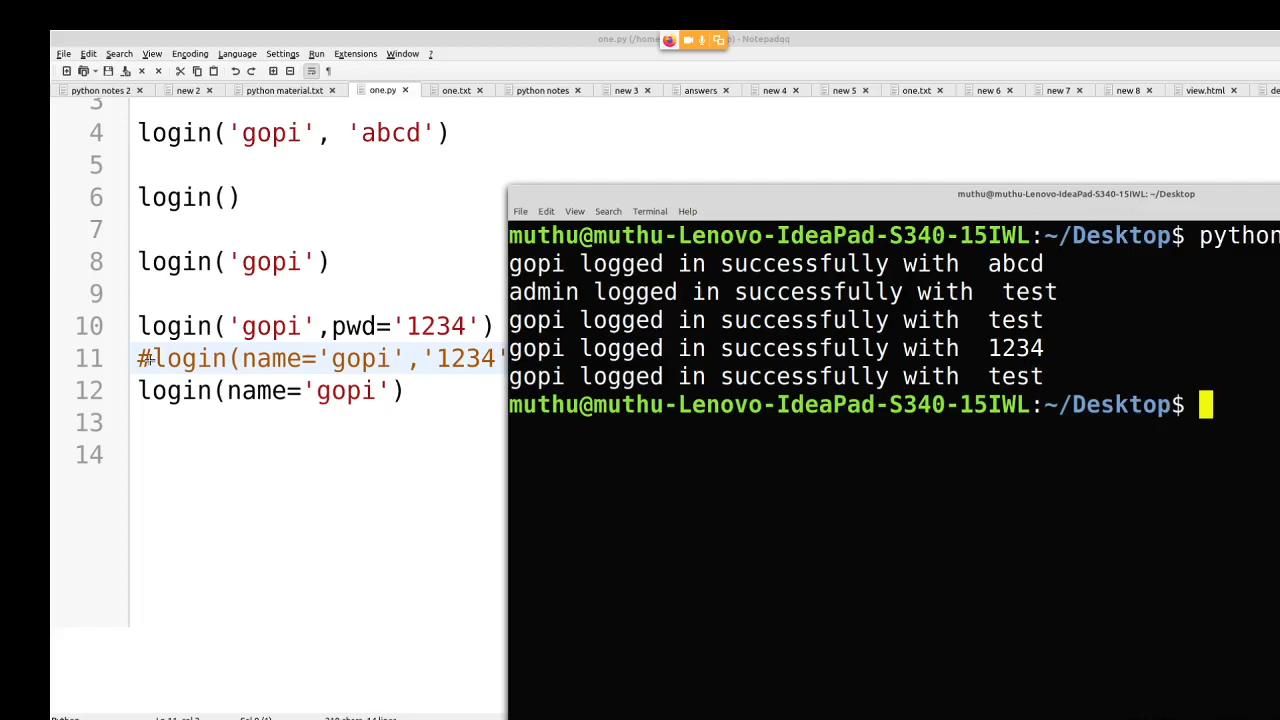 one.py (/home
p) - Notepadqq
File Edit Search View Encoding Language Settings Run Extensions Window ?
python notes 2 new 2 python material.txt one.py one.txt python notes new 3 answers new 4 new 5 one.txt new 6 new 7 new 8 view.html de
3
4 login('gopi', 'abcd')
5
6 login()
7
8 login('gopi')
9
10 login('gopi',pwd='1234')
11 #login(name='gopi','1234'
12 login(name='gopi')
13
14
muthu@muthu-Lenovo-IdeaPad-S340-15IWL: ~/Desktop
File Edit View Search Terminal Help
muthu@muthu-Lenovo-IdeaPad-S340-15IWL:~/Desktop$ python
gopi logged in successfully with abcd
admin logged in successfully with test
gopi logged in successfully with test
gopi logged in successfully with 1234
gopi logged in successfully with test
muthu@muthu-Lenovo-IdeaPad-S340-15IWL:~/Desktop$